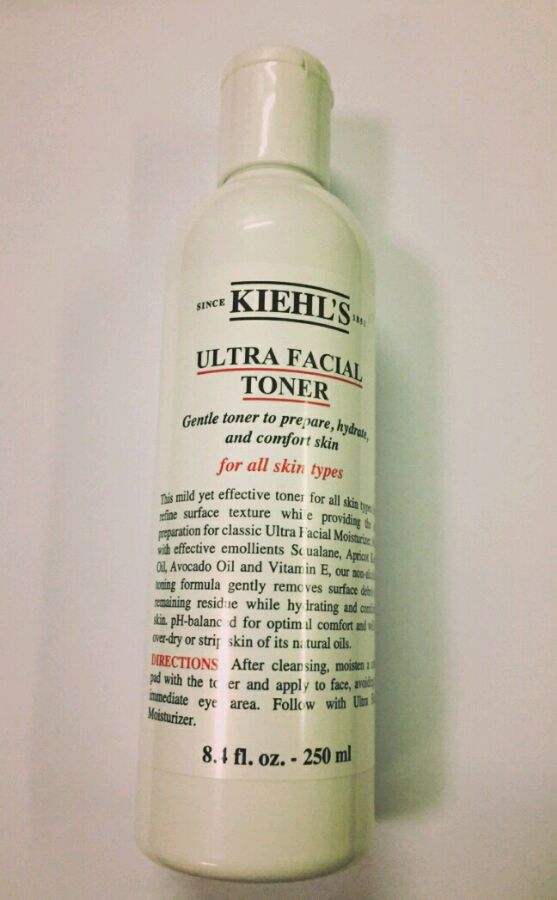 SINCE KIEHL'S 1851
ULTRA FACIAL
TONER
Gentle toner to prepare, hydrate,
and comfort skin
for all skin types
This mild yet effective toner for all skin types
refine surface texture while providing the
preparation for classic Ultra Facial Moisturizer.
with effective emollients Squalane, Apricot
Oil, Avocado Oil and Vitamin E, our
toning formula gently removes surface
remaining residue while hydrating and
skin. pH-balanced for optimal comfort and
over-dry or strip skin of its natural oils.
DIRECTIONS After cleansing, moisten a
pad with the toner and apply to face, avoiding
immediate eye area. Follow with Ultra
Moisturizer.
8.4 fl. oz. - 250 ml